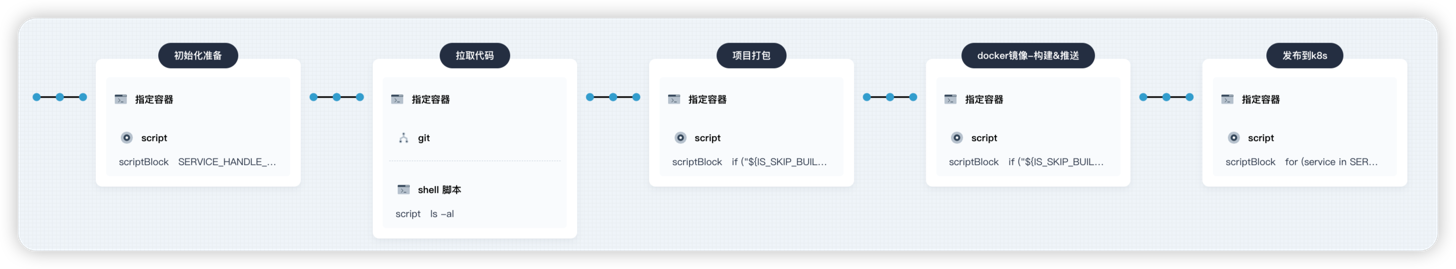 初始化准备
指定容器
script
scriptBlock SERVICE_HANDLE_...
拉取代码
指定容器
git
shell 脚本
script ls -al
项目打包
指定容器
script
scriptBlock if ("${IS_SKIP_BUIL...
docker镜像-构建&推送
指定容器
script
scriptBlock if ("${IS_SKIP_BUIL...
发布到k8s
指定容器
script
scriptBlock for (service in SER...